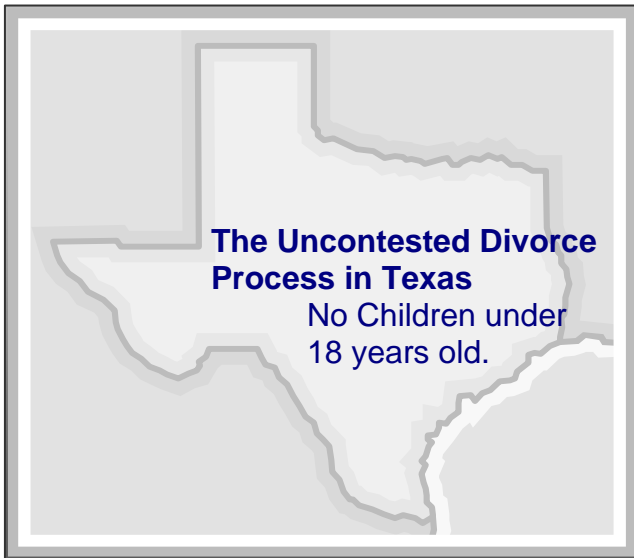 The Uncontested Divorce
Process in Texas
No Children under
18 years old.